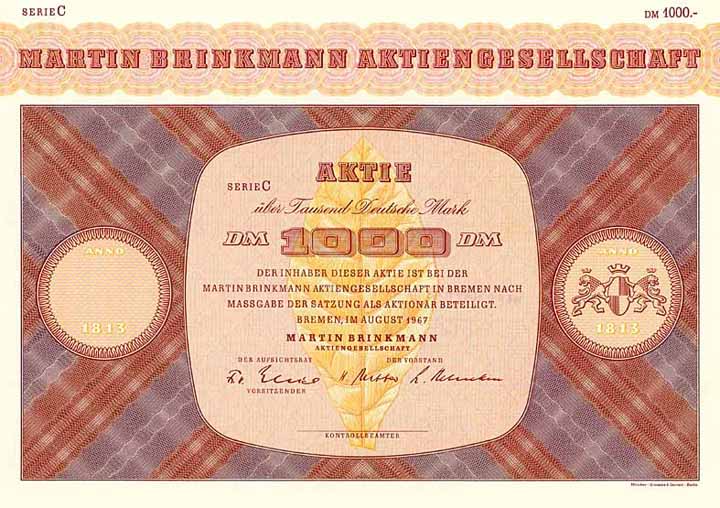 SERIE C
DM 1000.-
MARTIN BRINKMANN AKTIENGESELLSCHAFT
AKTIE
SERIE C
über Tausend Deutsche Mark
DM 1000 DM
DER INHABER DIESER AKTIE IST BEI DER
MARTIN BRINKMANN AKTIENGESELLSCHAFT IN BREMEN NACH
MASSGABE DER SATZUNG ALS AKTIONÄR BETEILIGT.
BREMEN, IM AUGUST 1967
MARTIN BRINKMANN
AKTIENGESELLSCHAFT
DER AUFSICHTSRAT
DER VORSTAND
VORSITZENDER
KONTROLLBEAMTER
ANNO
1813
ANNO
1813